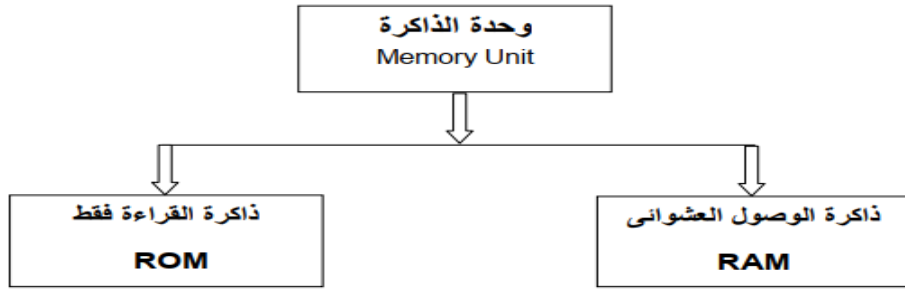 وحدة الذاكرة
Memory Unit
ذاكرة الوصول العشوائى
RAM
ذاكرة القراءة فقط
ROM